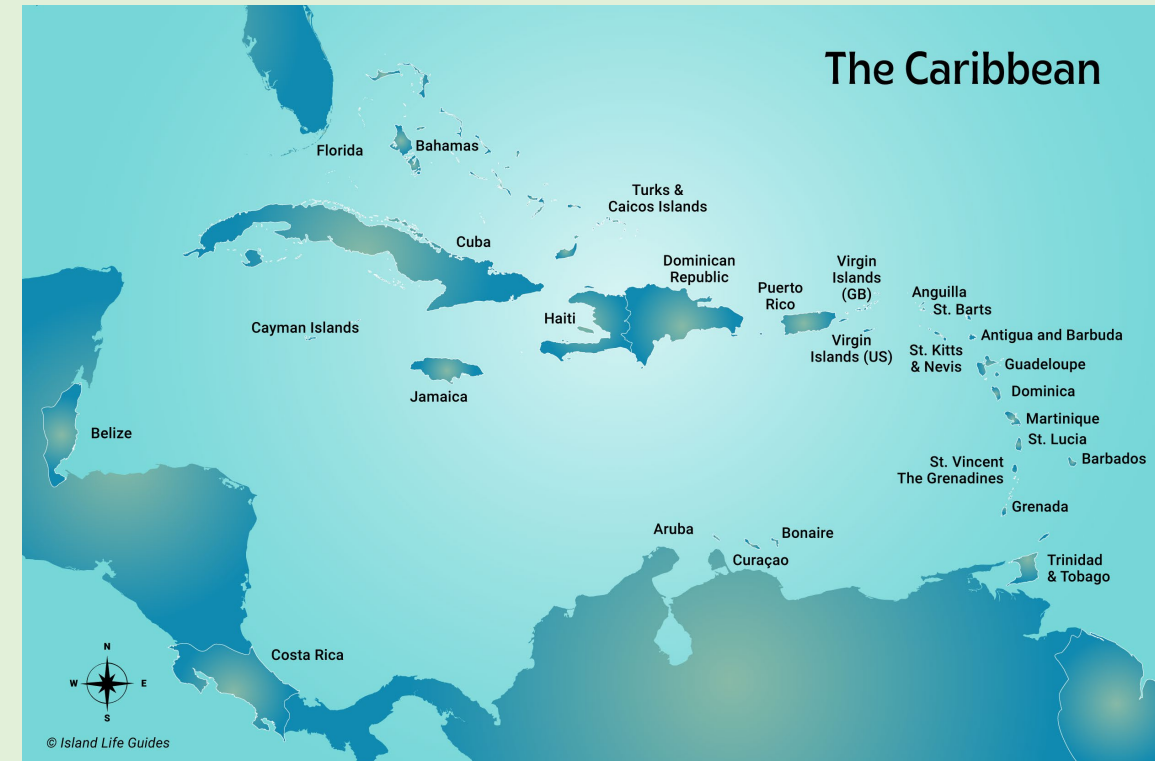 The Caribbean
Florida
Bahamas
Turks &
Caicos Islands
Cuba
Dominican
Republic
Virgin
Islands
(GB)
Puerto
Rico
Anguilla
St. Barts
Haiti
Cayman Islands
Virgin
Islands (US)
Antigua and Barbuda
St. Kitts
& Nevis
Guadeloupe
Jamaica
Dominica
Martinique
Belize
St. Lucia
Barbados
St. Vincent
The Grenadines
Grenada
Aruba
Bonaire
Curaçao
Trinidad
& Tobago
Costa Rica
N
W
E
S
© Island Life Guides